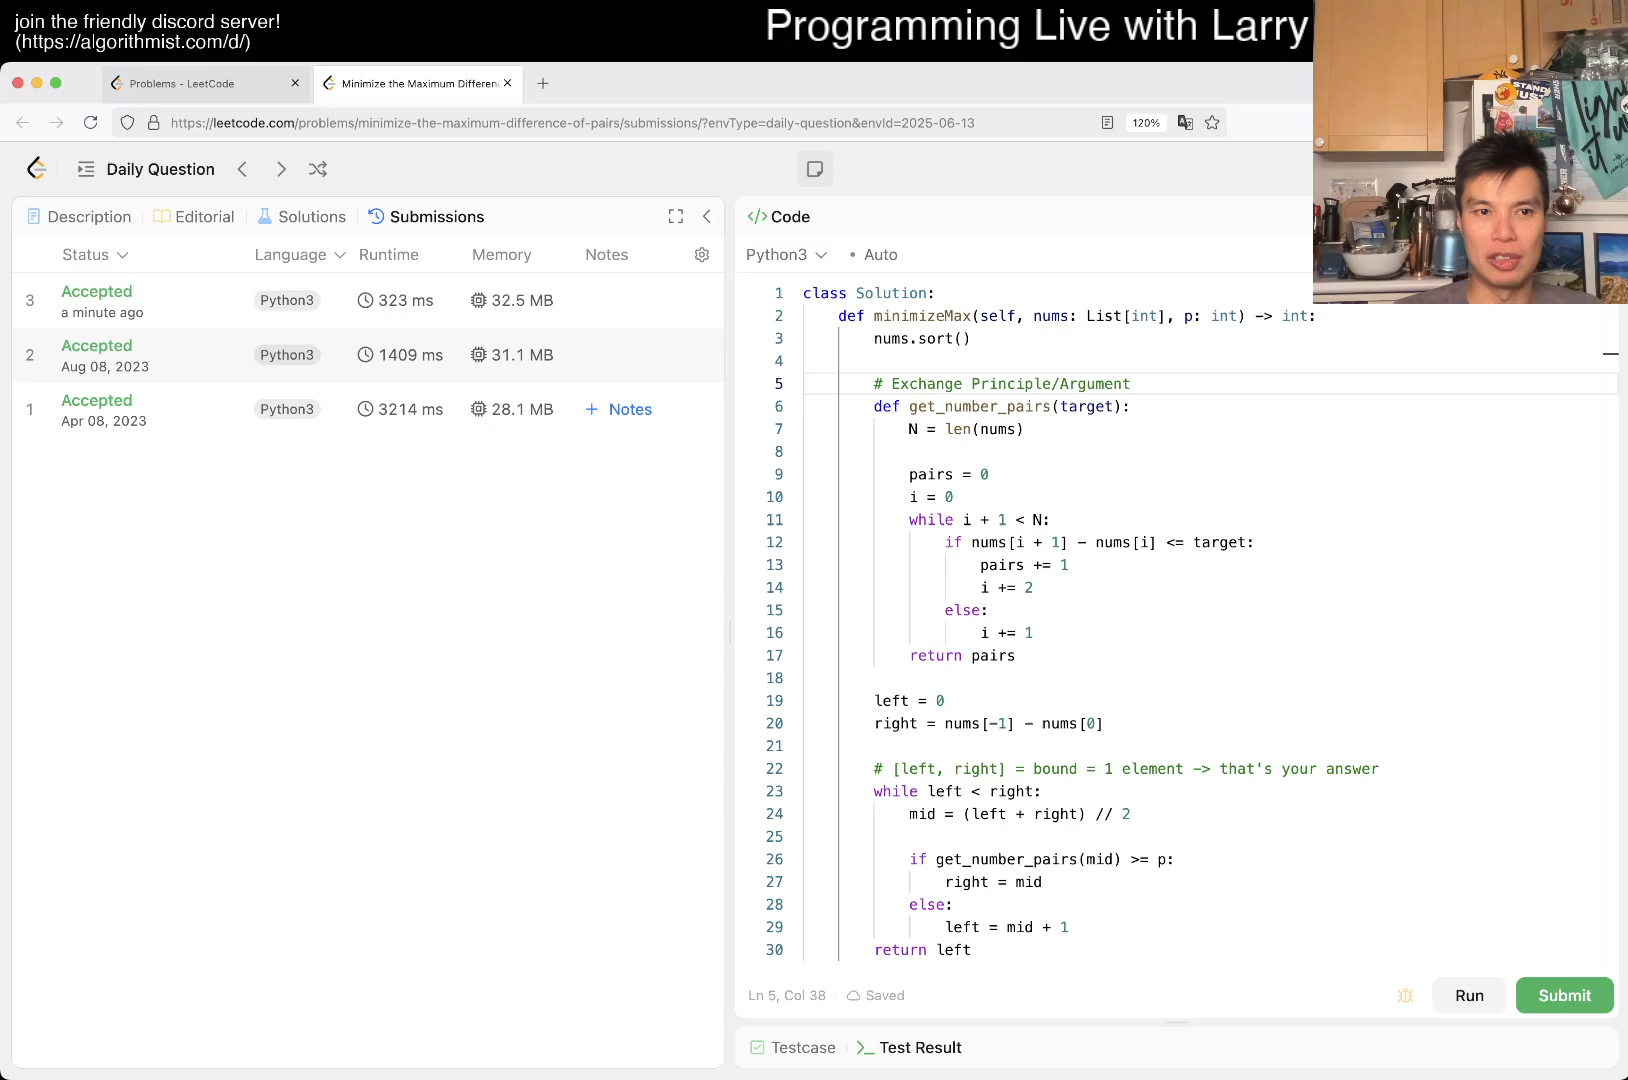 join the friendly discord server!
(https://algorithmist.com/d/)
Programming Live with Larry
Problems - LeetCode
Minimize the Maximum Differen
https://leetcode.com/problems/minimize-the-maximum-difference-of-pairs/submissions/?envType=daily-question&envId=2025-06-13
120%
Daily Question
Description
Editorial
Solutions
Submissions
Status
Language
Runtime
Memory
Notes
3
Accepted
a minute ago
Python3
323 ms
32.5 MB
2
Accepted
Aug 08, 2023
Python3
1409 ms
31.1 MB
1
Accepted
Apr 08, 2023
Python3
3214 ms
28.1 MB
+ Notes
</> Code
Python3
• Auto
1 class Solution:
2 def minimizeMax(self, nums: List[int], p: int) -> int:
3 nums.sort()
4
5 # Exchange Principle/Argument
6 def get_number_pairs(target):
7 N = len(nums)
8
9 pairs = 0
10 i = 0
11 while i + 1 < N:
12 if nums[i + 1] - nums[i] <= target:
13 pairs += 1
14 i += 2
15 else:
16 i += 1
17 return pairs
18
19 left = 0
20 right = nums[-1] - nums[0]
21
22 # [left, right] = bound = 1 element -> that's your answer
23 while left < right:
24 mid = (left + right) // 2
25
26 if get_number_pairs(mid) >= p:
27 right = mid
28 else:
29 left = mid + 1
30 return left
Ln 5, Col 38
Saved
Run
Submit
Testcase
Test Result
STAND
US